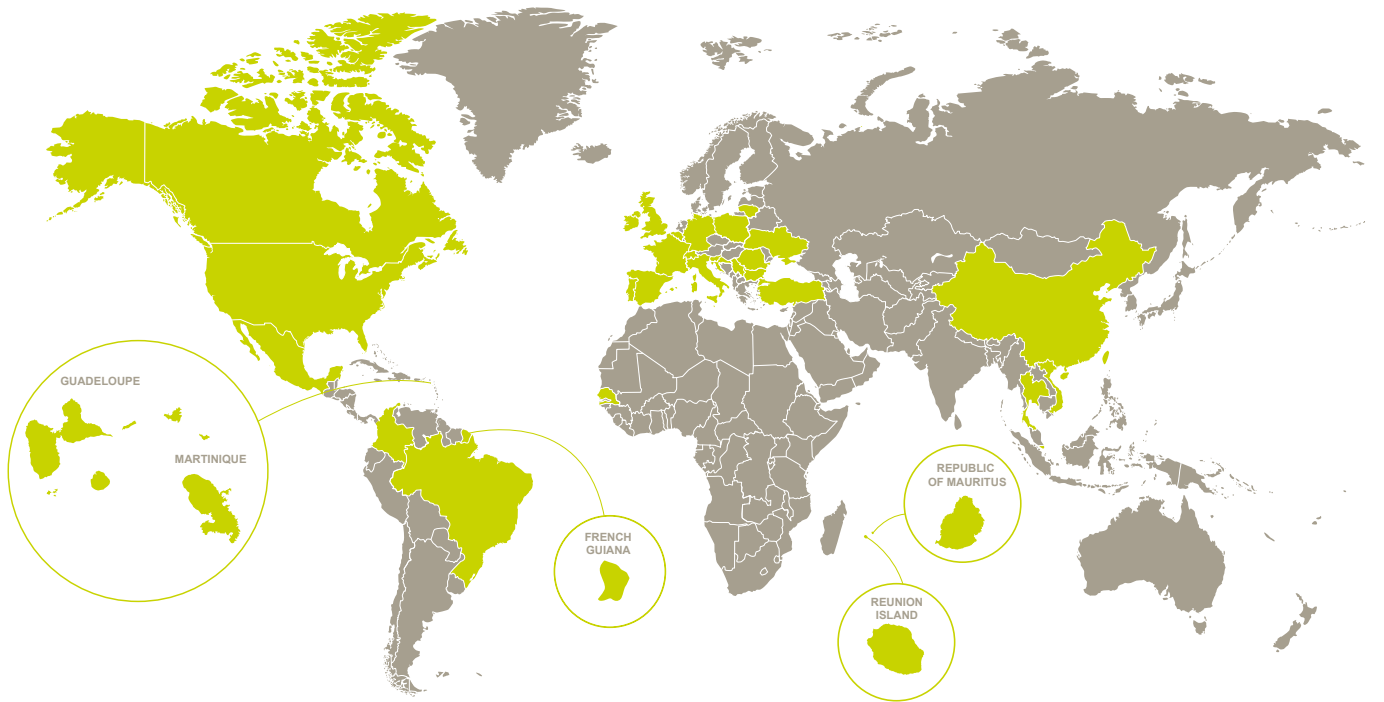 GUADELOUPE
MARTINIQUE
FRENCH
GUIANA
REPUBLIC
OF MAURITUS
REUNION
ISLAND